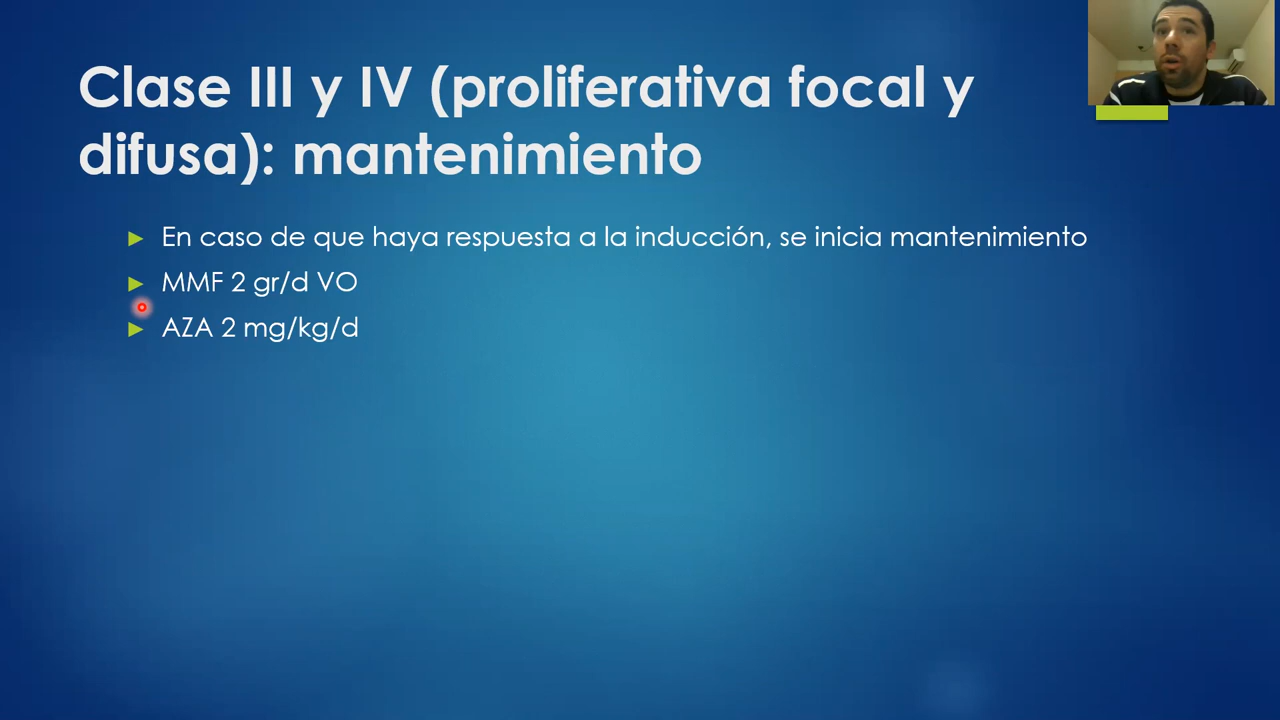 Clase III y IV (proliferativa focal y
difusa): mantenimiento
En caso de que haya respuesta a la inducción, se inicia mantenimiento
MMF 2 gr/d VO
AZA 2 mg/kg/d